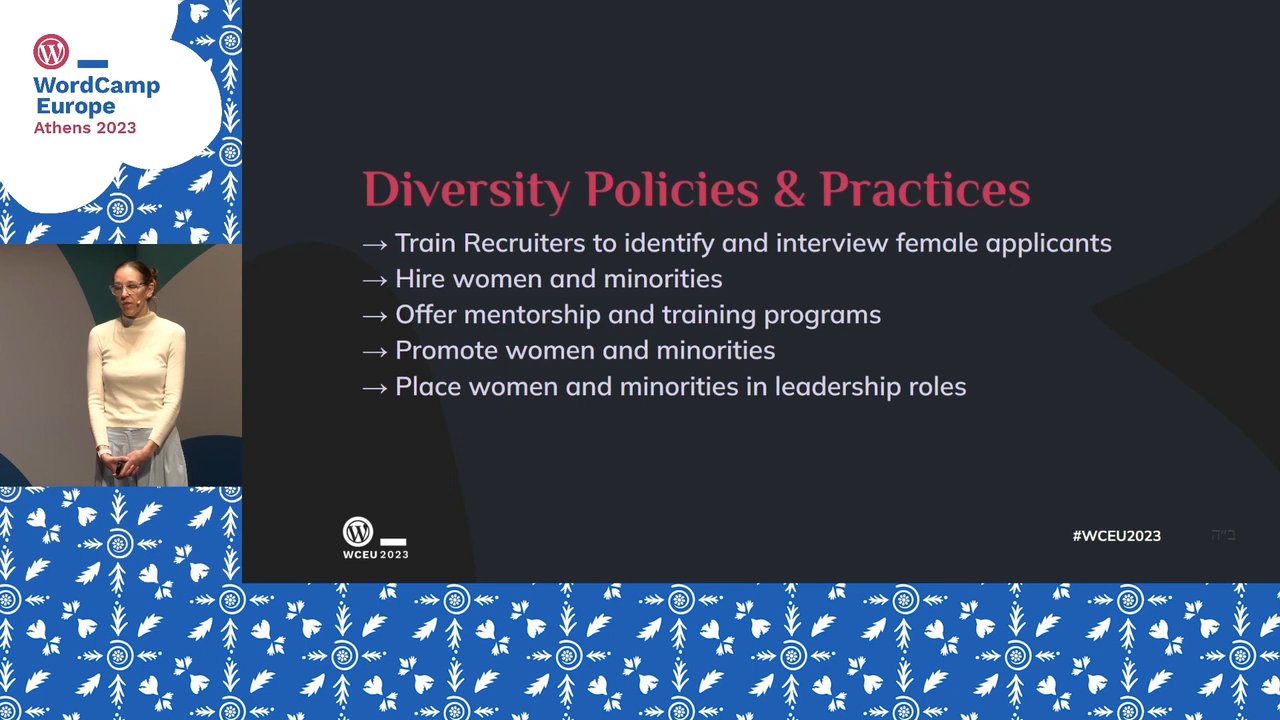 WordCamp
Europe
Athens 2023
Diversity Policies & Practices
→ Train Recruiters to identify and interview female applicants
→ Hire women and minorities
→ Offer mentorship and training programs
→ Promote women and minorities
→ Place women and minorities in leadership roles
WCEU 2023
#WCEU2023
ב״ה